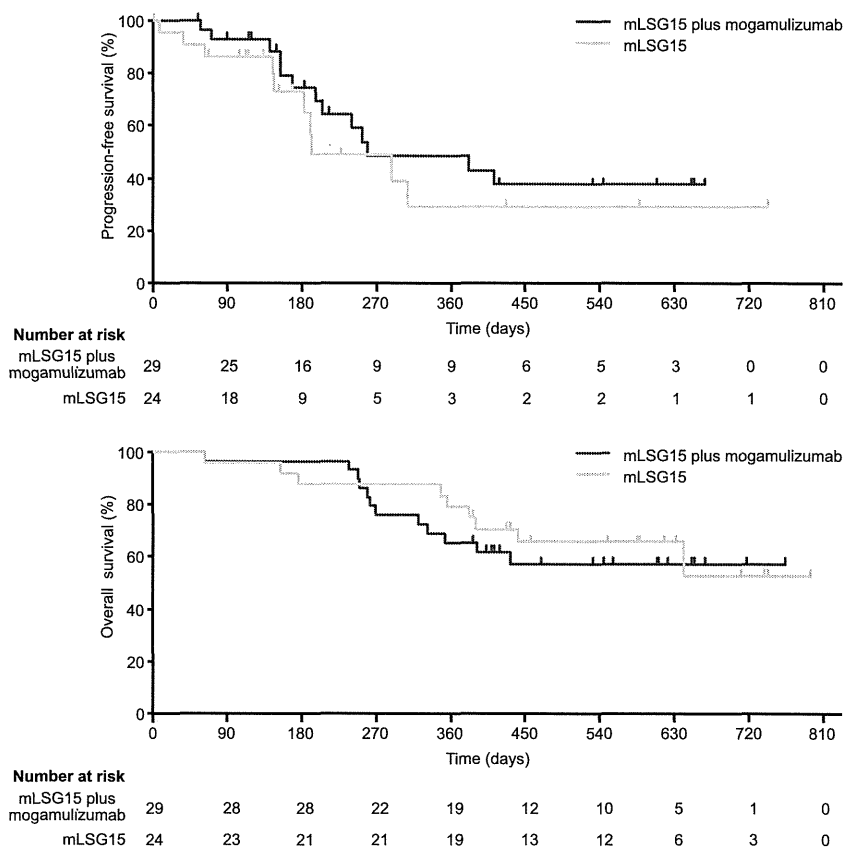 mLSG15 plus mogamulizumab
mLSG15
Progression-free survival (%)
100
80
60
40
20
0
0 90 180 270 360 450 540 630 720 810
Time (days)
Number at risk
mLSG15 plus
mogamulizumab 29 25 16 9 9 6 5 3 0 0
mLSG15 24 18 9 5 3 2 2 1 1 0
mLSG15 plus mogamulizumab
mLSG15
Overall survival (%)
100
80
60
40
20
0
0 90 180 270 360 450 540 630 720 810
Time (days)
Number at risk
mLSG15 plus
mogamulizumab 29 28 28 22 19 12 10 5 1 0
mLSG15 24 23 21 21 19 13 12 6 3 0